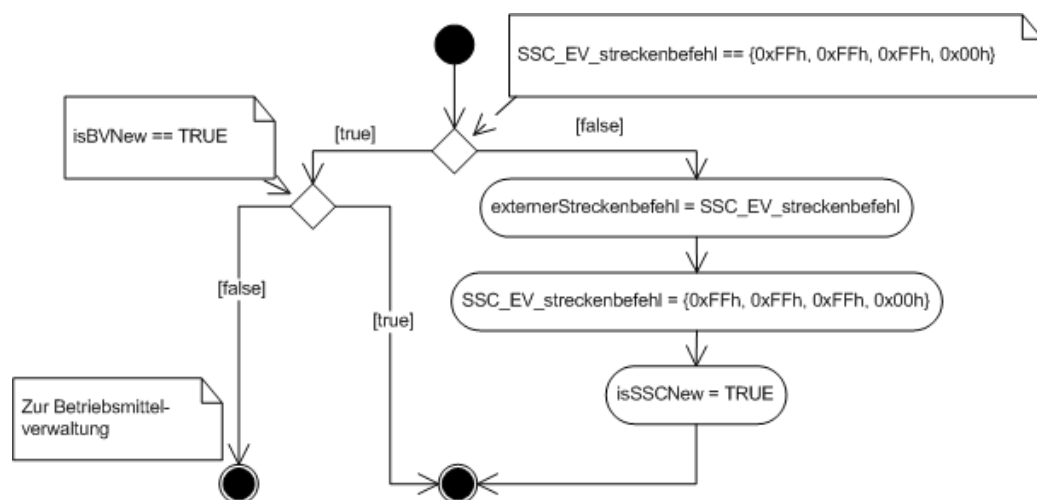 SSC_EV_streckenbefehl == {0xFFh, 0xFFh, 0xFFh, 0x00h}
isBVNew == TRUE
[true]
[false]
externerStreckenbefehl = SSC_EV_streckenbefehl
[false]
SSC_EV_streckenbefehl = {0xFFh, 0xFFh, 0xFFh, 0x00h}
[true]
isSSCNew = TRUE
Zur Betriebsmittel-
verwaltung